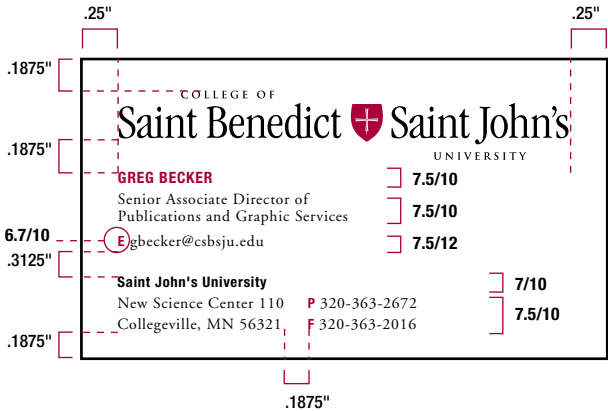 .25" .25"
.1875"
COLLEGE OF
Saint Benedict Saint John's
UNIVERSITY
.1875"
GREG BECKER 7.5/10
Senior Associate Director of
Publications and Graphic Services 7.5/10
6.7/10 E gbecker@csbsju.edu 7.5/12
.3125"
Saint John's University 7/10
New Science Center 110 P 320-363-2672
Collegeville, MN 56321 F 320-363-2016 7.5/10
.1875"
.1875"